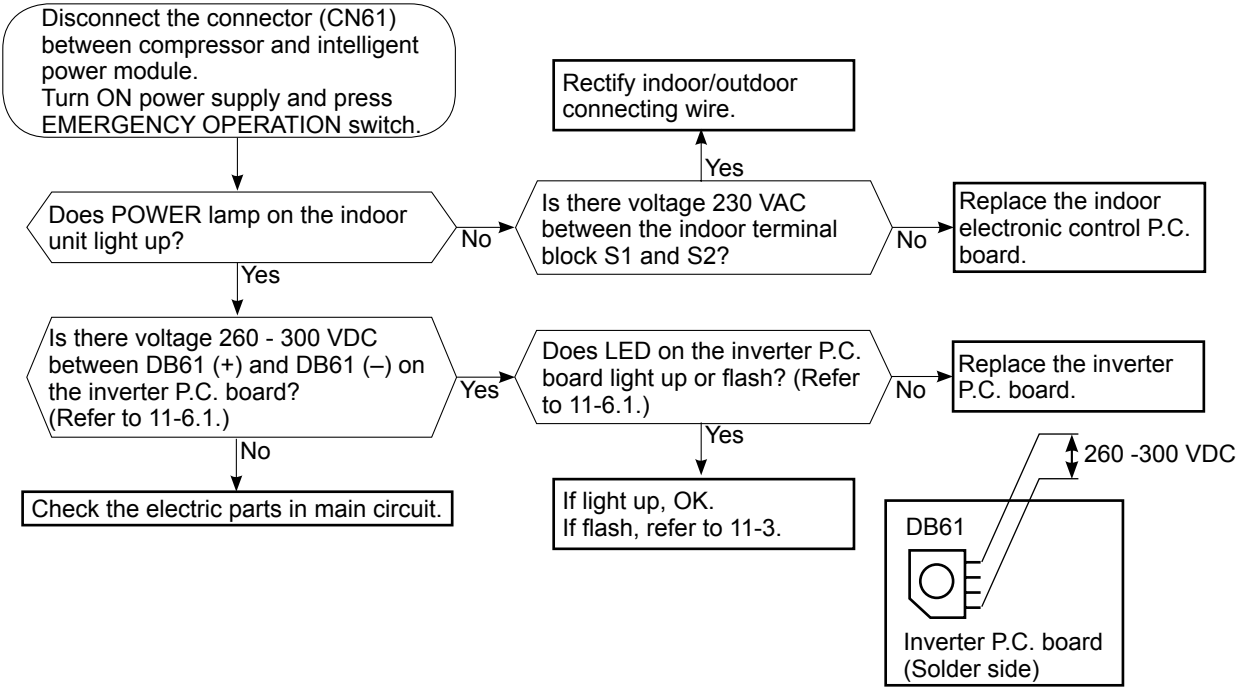 Disconnect the connector (CN61)
between compressor and intelligent
power module.
Turn ON power supply and press
EMERGENCY OPERATION switch.
Rectify indoor/outdoor
connecting wire.
Yes
Does POWER lamp on the indoor
unit light up?
No
Is there voltage 230 VAC
between the indoor terminal
block S1 and S2?
No
Replace the indoor
electronic control P.C.
board.
Yes
Is there voltage 260 - 300 VDC
between DB61 (+) and DB61 (–) on
the inverter P.C. board?
(Refer to 11-6.1.)
Yes
Does LED on the inverter P.C.
board light up or flash? (Refer
to 11-6.1.)
No
Replace the inverter
P.C. board.
No
Yes
Check the electric parts in main circuit.
If light up, OK.
If flash, refer to 11-3.
260 -300 VDC
DB61
Inverter P.C. board
(Solder side)